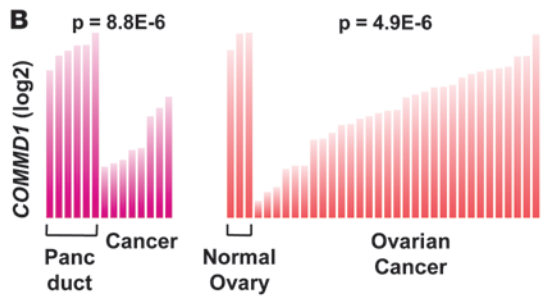 B
p = 8.8E-6
p = 4.9E-6
COMMD1 (log2)
Panc
duct
Cancer
Normal
Ovary
Ovarian
Cancer